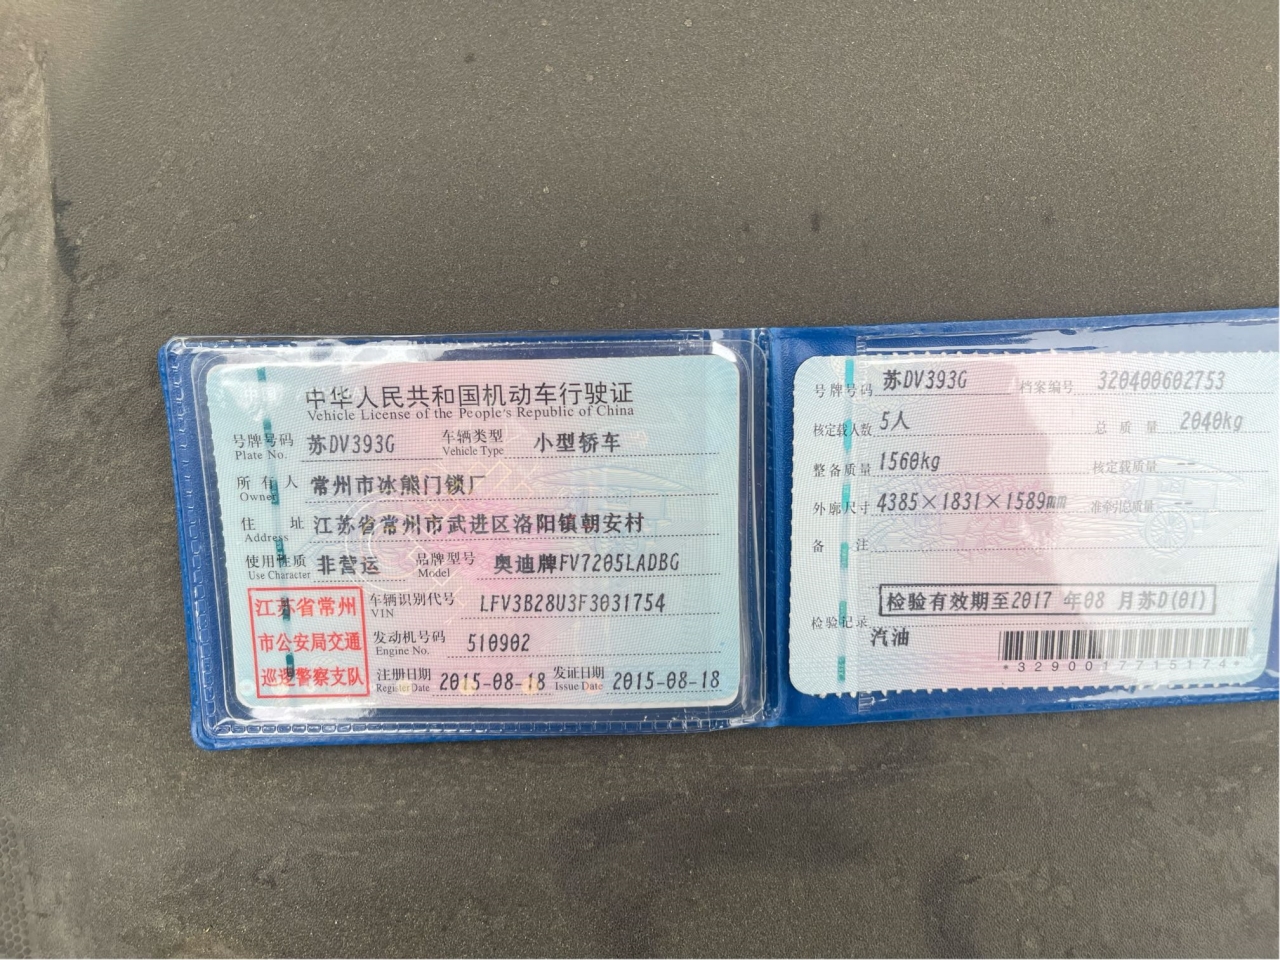 中华人民共和国机动车行驶证
Vehicle License of the People's Republic of China
号牌号码 苏DV393G 车辆类型 小型轿车
Plate No. Vehicle Type
所有人 常州市冰熊门锁厂
Owner
住址 江苏省常州市武进区洛阳镇朝安村
Address
使用性质 非营运 品牌型号 奥迪牌FV7205LADBG
Use Character Model
江苏省常州
市公安局交通
巡逻警察支队
车辆识别代号 LFV3B28U3F3031754
VIN
发动机号码 510902
Engine No.
注册日期 2015-08-18 发证日期 2015-08-18
Register Date Issue Date
号牌号码 苏DV393G 档案编号 320400602753
核定载人数 5人 总质量 2040kg
整备质量 1560kg 核定载质量 --
外廓尺寸 4385×1831×1589mm 准牵引总质量 --
备注
检验有效期至2017 年08 月苏D(01)
检验记录
汽油
*3290017715174*